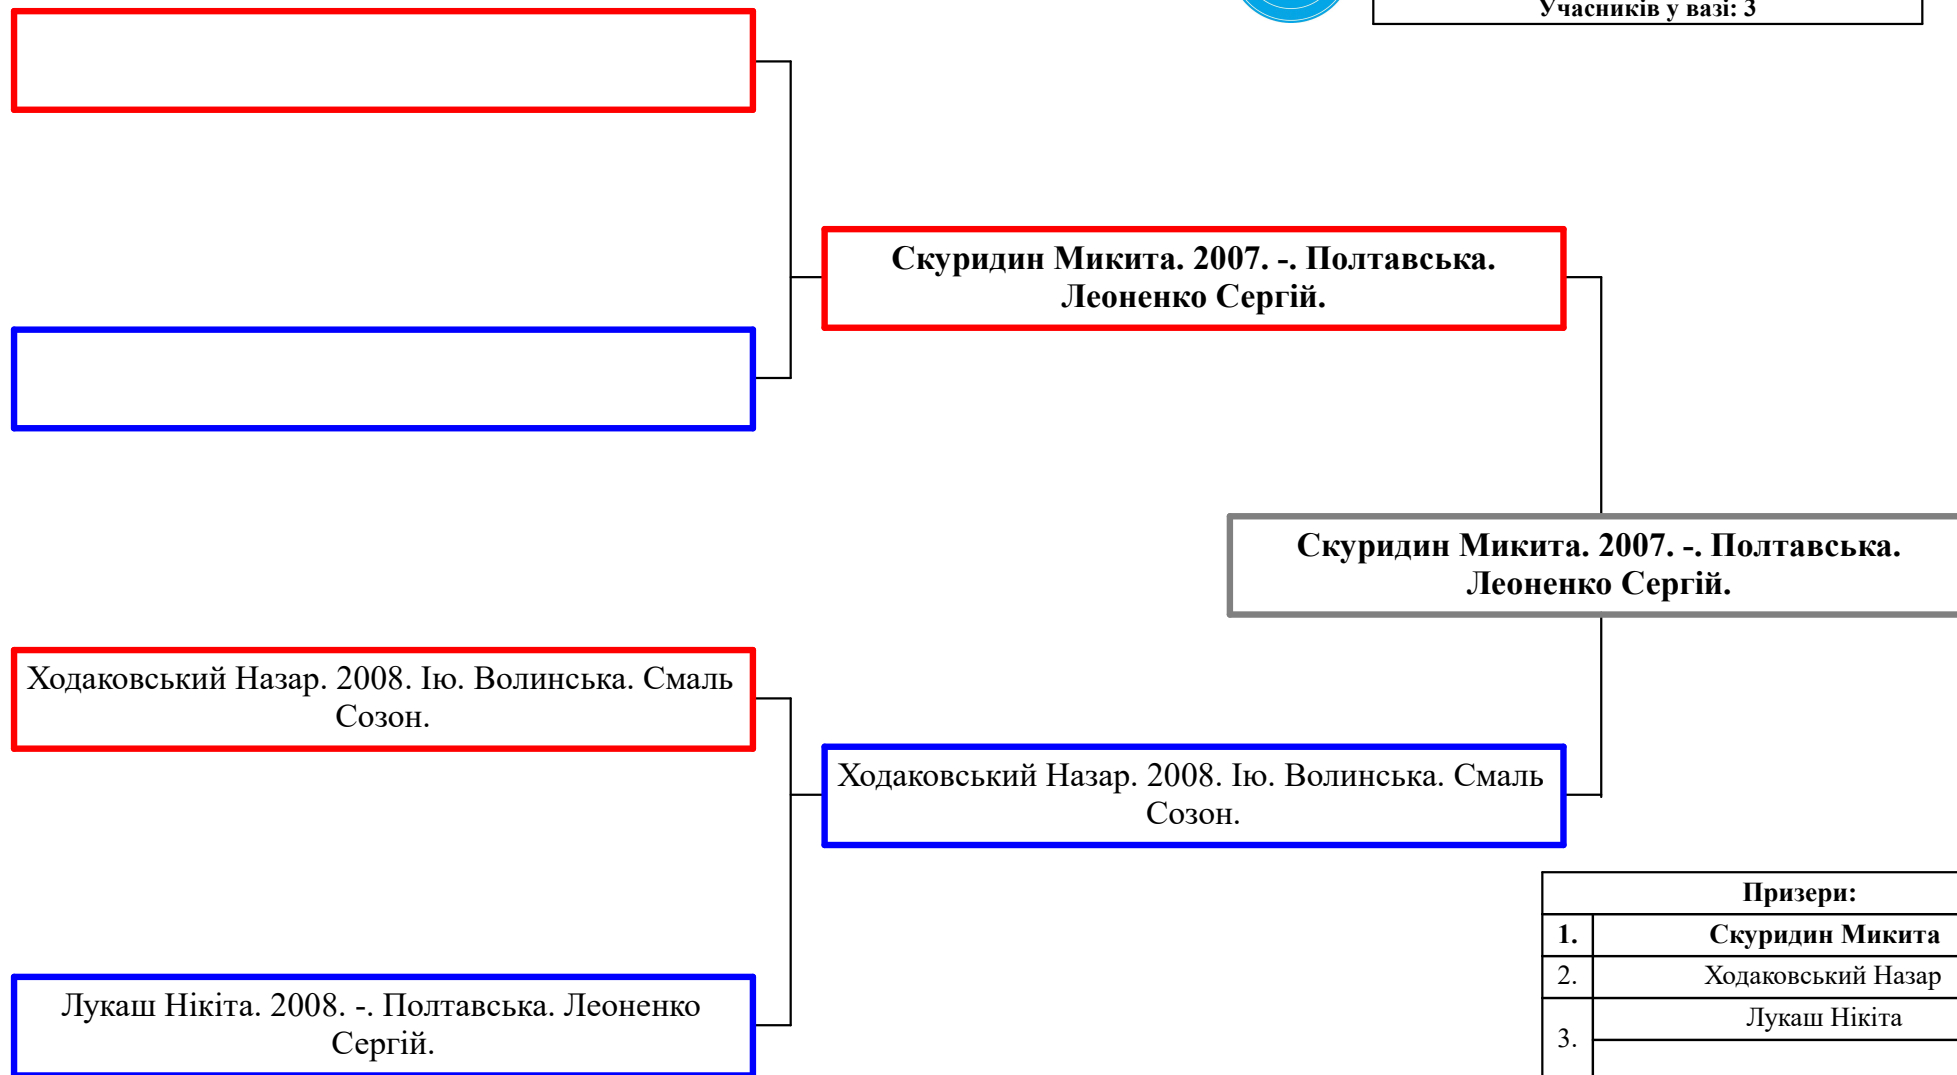 Учасників у вазі: 3
Скуридин Микита. 2007. -. Полтавська.
Леоненко Сергій.
Скуридин Микита. 2007. -. Полтавська.
Леоненко Сергій.
Ходаковський Назар. 2008. Ію. Волинська. Смаль
Созон.
Ходаковський Назар. 2008. Ію. Волинська. Смаль
Созон.
Лукаш Нікіта. 2008. -. Полтавська. Леоненко
Сергій.
Призери:
1. Скуридин Микита
2. Ходаковський Назар
3. Лукаш Нікіта